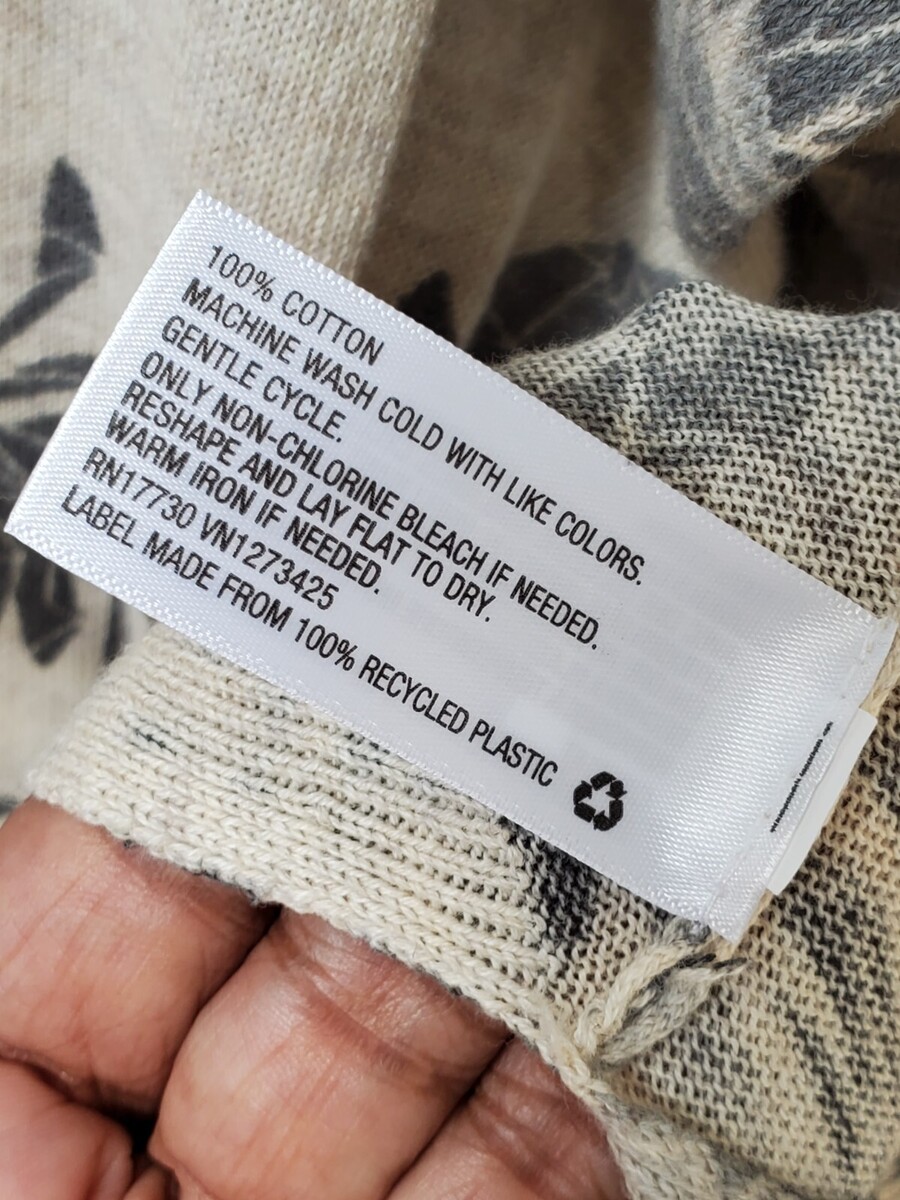 100% COTTON
MACHINE WASH COLD WITH LIKE COLORS.
GENTLE CYCLE.
ONLY NON-CHLORINE BLEACH IF NEEDED.
RESHAPE AND LAY FLAT TO DRY.
WARM IRON IF NEEDED.
RN17730 VN1273425
LABEL MADE FROM 100% RECYCLED PLASTIC